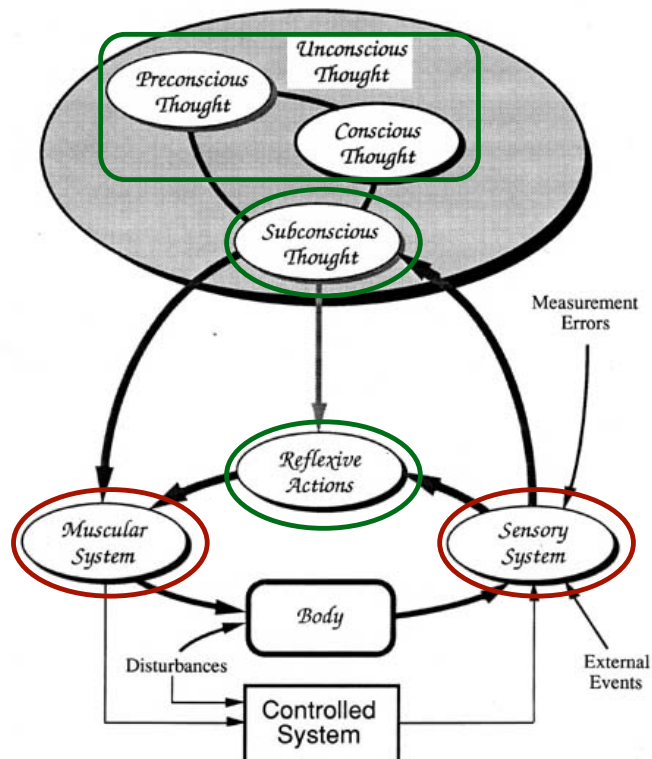 Unconscious
Thought
Preconscious
Thought
Conscious
Thought
Subconscious
Thought
Measurement
Errors
Reflexive
Actions
Muscular
System
Sensory
System
Body
Disturbances
External
Events
Controlled
System